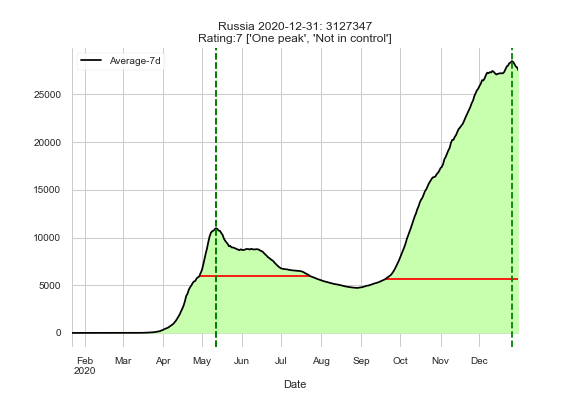 Russia 2020-12-31: 3127347
Rating:7 ['One peak', 'Not in control']
Average-7d
25000
20000
15000
10000
5000
0
Feb Mar Apr May Jun Jul Aug Sep Oct Nov Dec
2020
Date